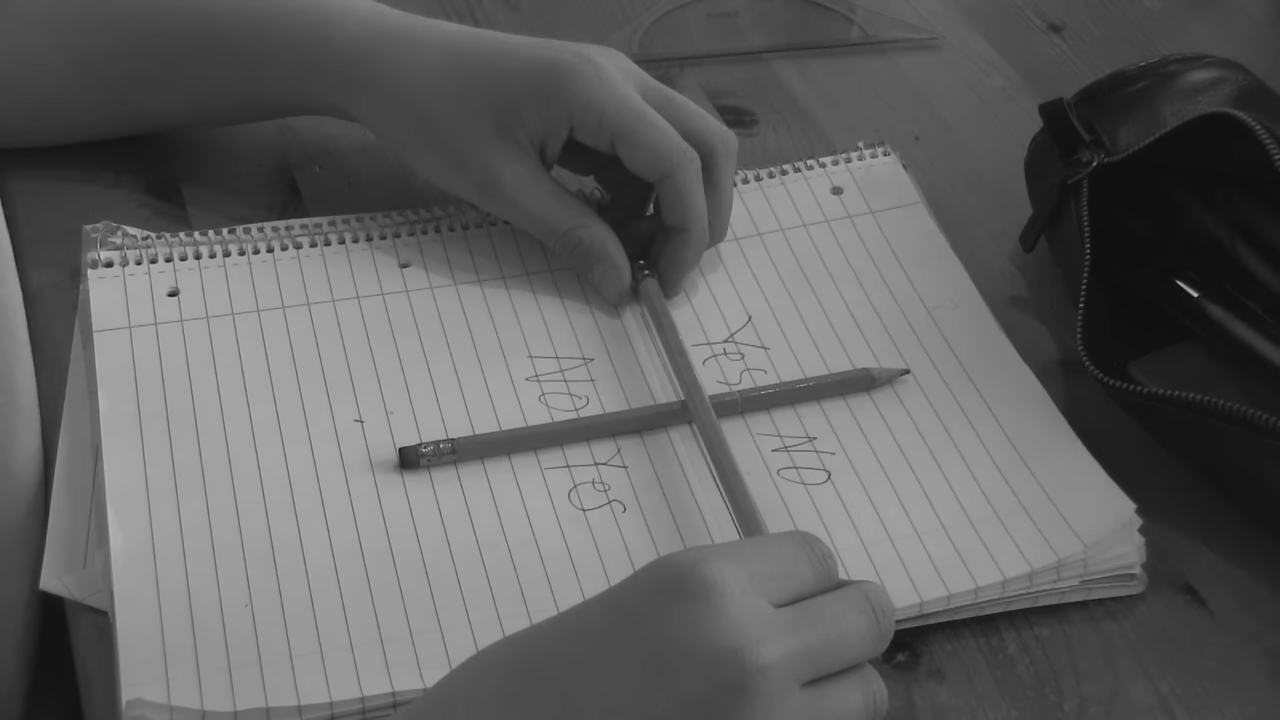 NO Yes
Yes NO